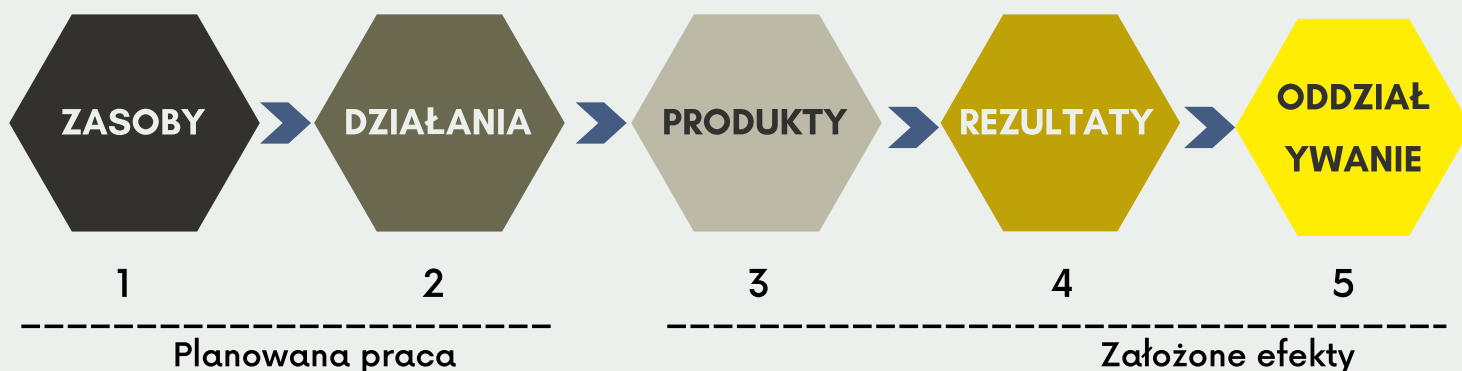 ZASOBY
DZIAŁANIA
PRODUKTY
REZULTATY
ODDZIAŁ
YWANIE
1
2
3
4
5
Planowana praca
Założone efekty